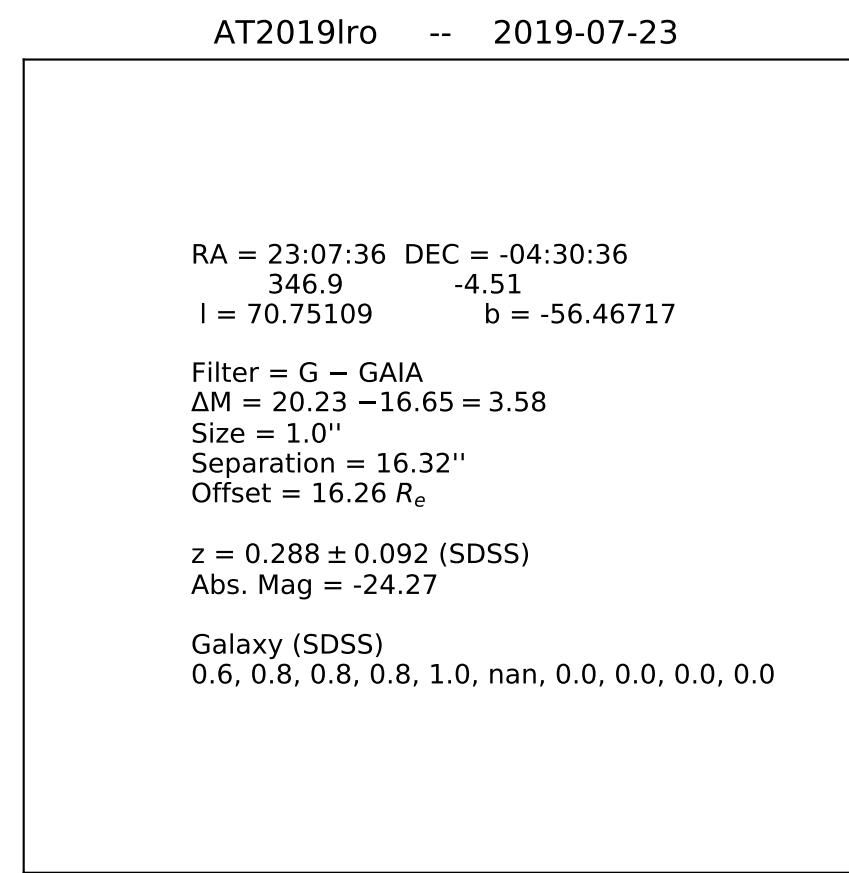 AT2019lro -- 2019-07-23
RA = 23:07:36 DEC = -04:30:36
346.9 -4.51
l = 70.75109 b = -56.46717
Filter = G − GAIA
ΔM = 20.23 −16.65 = 3.58
Size = 1.0''
Separation = 16.32''
Offset = 16.26 Rₑ
z = 0.288 ± 0.092 (SDSS)
Abs. Mag = -24.27
Galaxy (SDSS)
0.6, 0.8, 0.8, 0.8, 1.0, nan, 0.0, 0.0, 0.0, 0.0